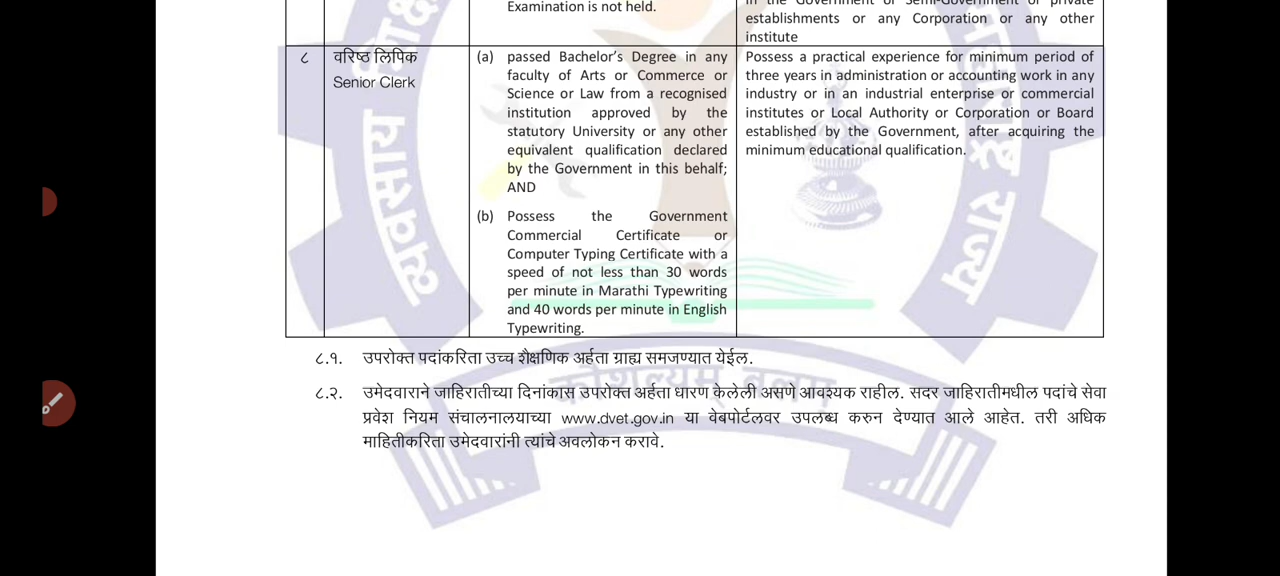 Examination is not held.
in the Government or Semi-Government or private
establishments or any Corporation or any other
institute
८
वरिष्ठ लिपिक
Senior Clerk
(a) passed Bachelor's Degree in any
faculty of Arts or Commerce or
Science or Law from a recognised
institution approved by the
statutory University or any other
equivalent qualification declared
by the Government in this behalf;
AND
(b) Possess the Government
Commercial Certificate or
Computer Typing Certificate with a
speed of not less than 30 words
per minute in Marathi Typewriting
and 40 words per minute in English
Typewriting.
Possess a practical experience for minimum period of
three years in administration or accounting work in any
industry or in an industrial enterprise or commercial
institutes or Local Authority or Corporation or Board
established by the Government, after acquiring the
minimum educational qualification.
८.१. उपरोक्त पदांकरिता उच्च शैक्षणिक अर्हता ग्राह्य समजण्यात येईल.
८.२. उमेदवाराने जाहिरातीच्या दिनांकास उपरोक्त अर्हता धारण केलेली असणे आवश्यक राहील. सदर जाहिरातीमधील पदांचे सेवा
प्रवेश नियम संचालनालयाच्या www.dvet.gov.in या वेबपोर्टलवर उपलब्ध करुन देण्यात आले आहेत. तरी अधिक
माहितीकरिता उमेदवारांनी त्यांचे अवलोकन करावे.
कौशल्यम् बलम्